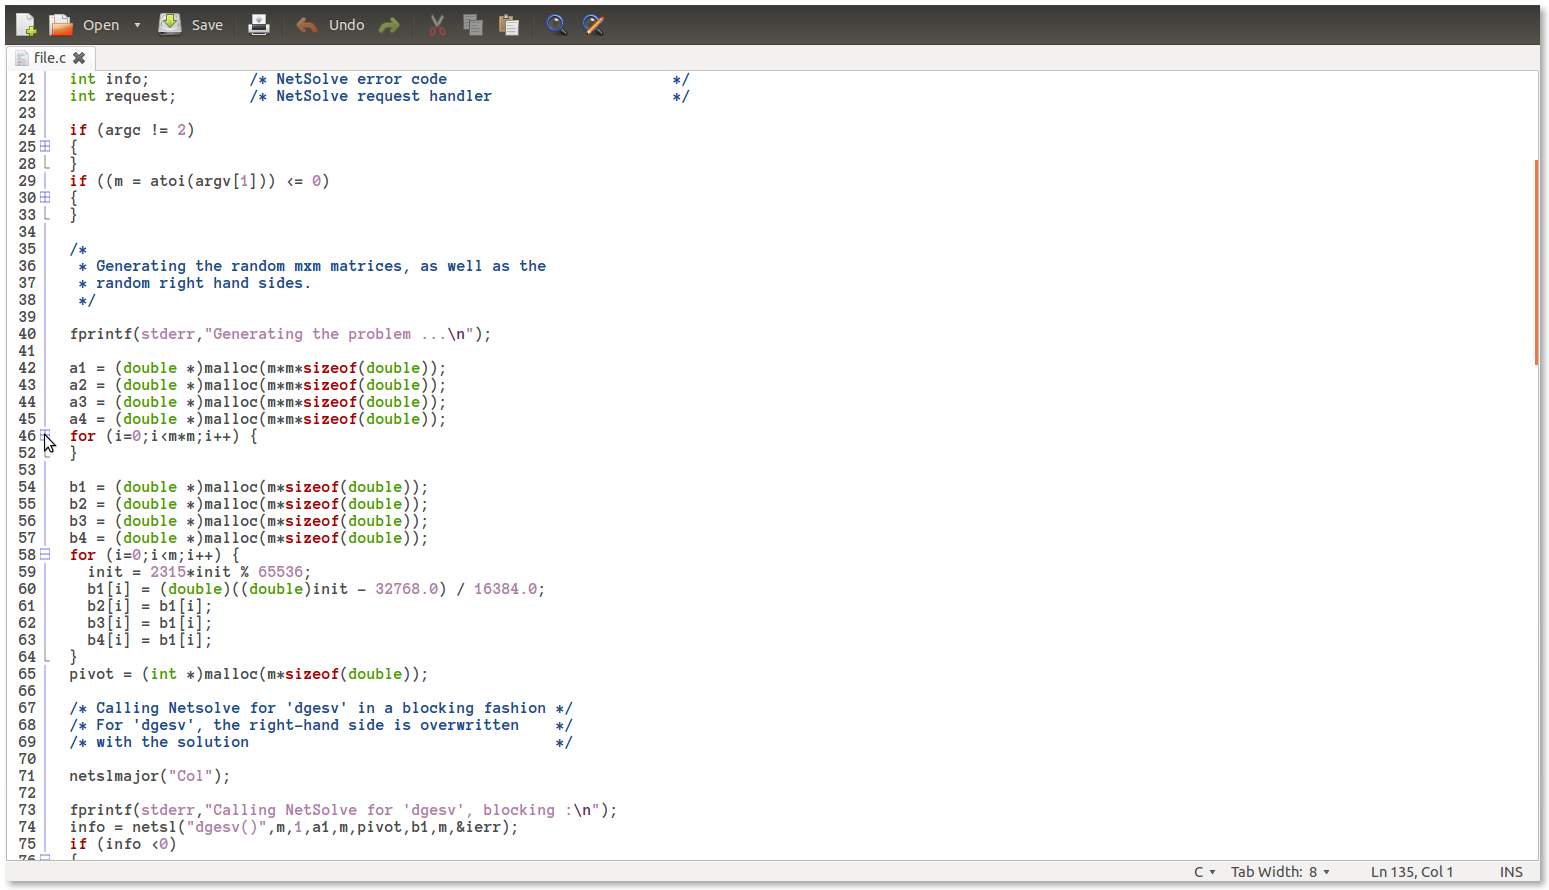 Open Save Undo
file.c
21 int info; /* NetSolve error code */
22 int request; /* NetSolve request handler */
23
24 if (argc != 2)
25 {
28 }
29 if ((m = atoi(argv[1])) <= 0)
30 {
33 }
34
35 /*
36 * Generating the random mxm matrices, as well as the
37 * random right hand sides.
38 */
39
40 fprintf(stderr,"Generating the problem ...\n");
41
42 a1 = (double *)malloc(m*m*sizeof(double));
43 a2 = (double *)malloc(m*m*sizeof(double));
44 a3 = (double *)malloc(m*m*sizeof(double));
45 a4 = (double *)malloc(m*m*sizeof(double));
46 for (i=0;i<m*m;i++) {
52 }
53
54 b1 = (double *)malloc(m*sizeof(double));
55 b2 = (double *)malloc(m*sizeof(double));
56 b3 = (double *)malloc(m*sizeof(double));
57 b4 = (double *)malloc(m*sizeof(double));
58 for (i=0;i<m;i++) {
59 init = 2315*init % 65536;
60 b1[i] = (double)((double)init - 32768.0) / 16384.0;
61 b2[i] = b1[i];
62 b3[i] = b1[i];
63 b4[i] = b1[i];
64 }
65 pivot = (int *)malloc(m*sizeof(double));
66
67 /* Calling Netsolve for 'dgesv' in a blocking fashion */
68 /* For 'dgesv', the right-hand side is overwritten */
69 /* with the solution */
70
71 netslmajor("Col");
72
73 fprintf(stderr,"Calling NetSolve for 'dgesv', blocking :\n");
74 info = netsl("dgesv()",m,1,a1,m,pivot,b1,m,&ierr);
75 if (info <0)
76 {
C Tab Width: 8 Ln 135, Col 1 INS